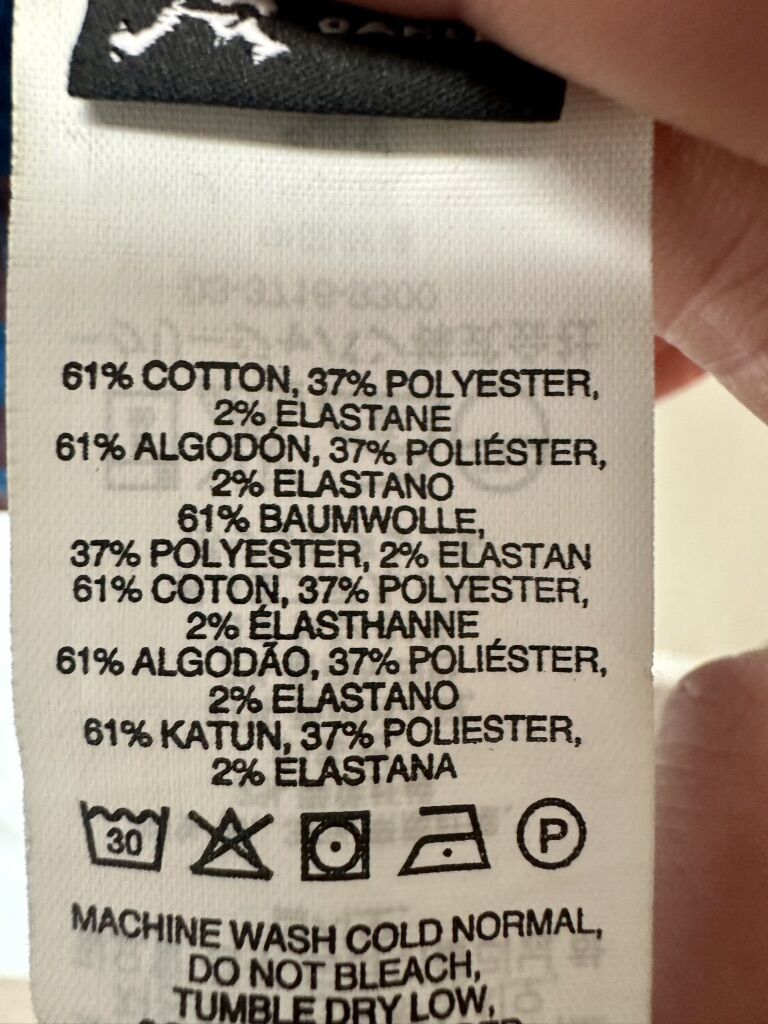 61% COTTON, 37% POLYESTER,
2% ELASTANE
61% ALGODÓN, 37% POLIÉSTER,
2% ELASTANO
61% BAUMWOLLE,
37% POLYESTER, 2% ELASTAN
61% COTON, 37% POLYESTER,
2% ÉLASTHANNE
61% ALGODÃO, 37% POLIÉSTER,
2% ELASTANO
61% KATUN, 37% POLIESTER,
2% ELASTANA
30 P
MACHINE WASH COLD NORMAL,
DO NOT BLEACH,
TUMBLE DRY LOW,